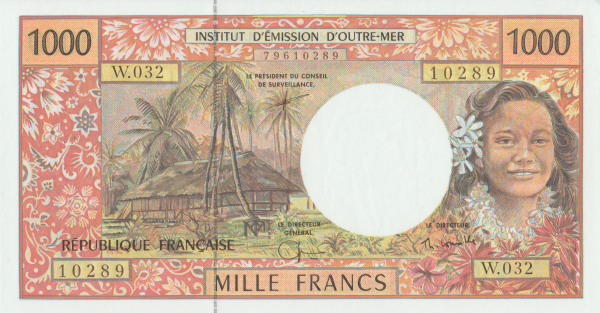 1000
INSTITUT D'ÉMISSION D'OUTRE-MER
1000
79610289
W.032
10289
LE PRÉSIDENT DU CONSEIL
DE SURVEILLANCE,
LE DIRECTEUR
GÉNÉRAL
LE DIRECTEUR,
RÉPUBLIQUE FRANÇAISE
10289
W.032
MILLE FRANCS